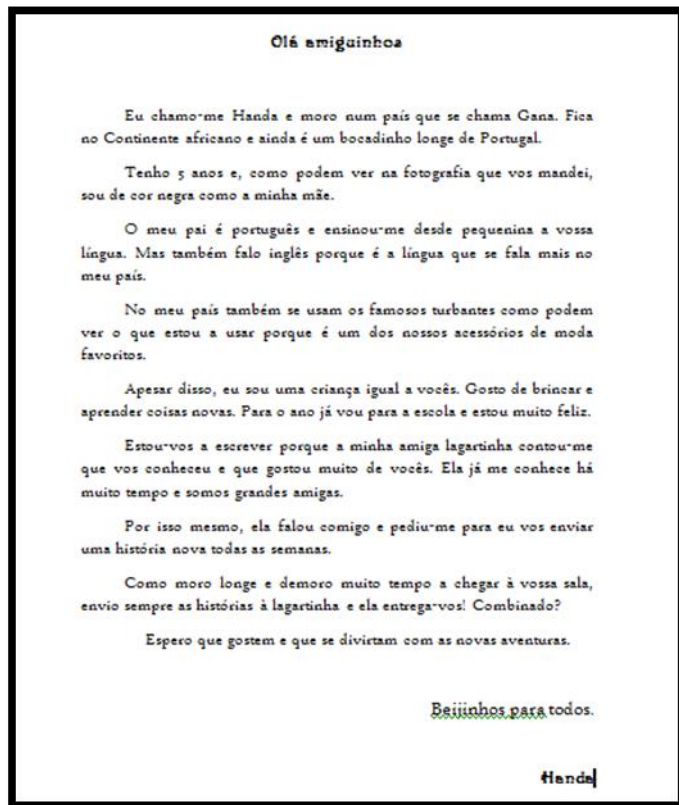 Olá amiguinhos
Eu chamo-me Handa e moro num país que se chama Gana. Fica
no Continente africano e ainda é um bocadinho longe de Portugal.
Tenho 5 anos e, como podem ver na fotografia que vos mandei,
sou de cor negra como a minha mãe.
O meu pai é português e ensinou-me desde pequenina a vossa
língua. Mas também falo inglês porque é a língua que se fala mais no
meu país.
No meu país também se usam os famosos turbantes como podem
ver o que estou a usar porque é um dos nossos acessórios de moda
favoritos.
Apesar disso, eu sou uma criança igual a vocês. Gosto de brincar e
aprender coisas novas. Para o ano já vou para a escola e estou muito feliz.
Estou-vos a escrever porque a minha amiga lagartinha contou-me
que vos conheceu e que gostou muito de vocês. Ela já me conhece há
muito tempo e somos grandes amigas.
Por isso mesmo, ela falou comigo e pediu-me para eu vos enviar
uma história nova todas as semanas.
Como moro longe e demoro muito tempo a chegar à vossa sala,
envio sempre as histórias à lagartinha e ela entrega-vos! Combinado?
Espero que gostem e que se divirtam com as novas aventuras.
Beijinhos para todos.
Handa